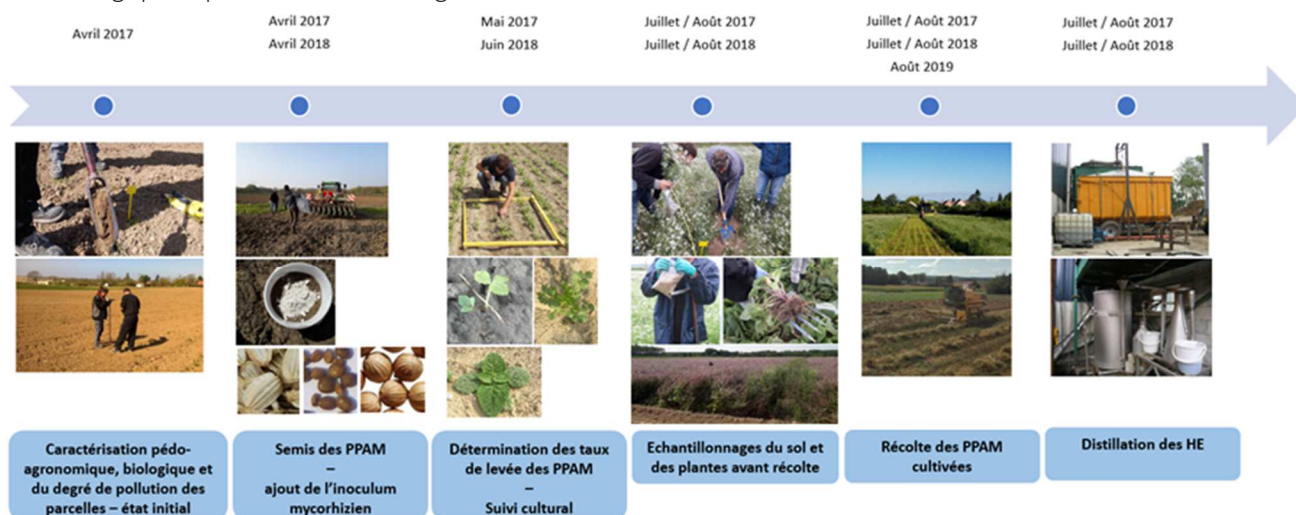 Avril 2017
Avril 2017
Avril 2018
Mai 2017
Juin 2018
Juillet / Août 2017
Juillet / Août 2018
Juillet / Août 2017
Juillet / Août 2018
Août 2019
Juillet / Août 2017
Juillet / Août 2018
Caractérisation pédo-
agronomique, biologique et
du degré de pollution des
parcelles – état initial
Semis des PPAM
–
ajout de l’inoculum
mycorhizien
Détermination des taux
de levée des PPAM
–
Suivi cultural
Echantillonnages du sol et
des plantes avant récolte
Récolte des PPAM
cultivées
Distillation des HE